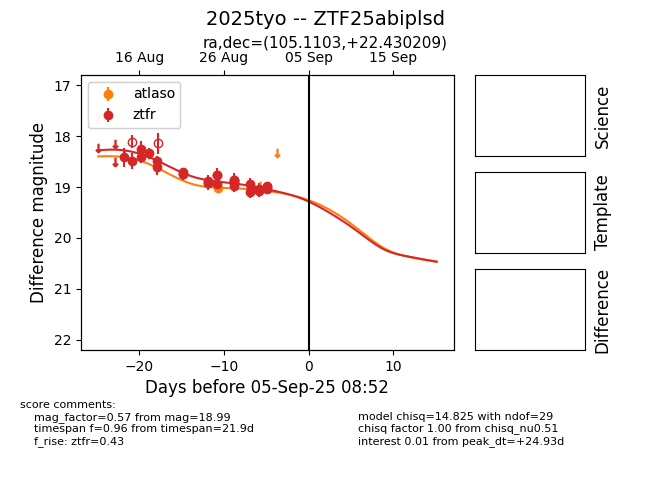 2025tyo -- ZTF25abiplsd
ra,dec=(105.1103,+22.430209)
16 Aug 26 Aug 05 Sep 15 Sep
atlaso
ztfr
17
18
19
20
21
22
Difference magnitude
−20 −10 0 10
Days before 05-Sep-25 08:52
Science
Template
Difference
score comments:
mag_factor=0.57 from mag=18.99
timespan f=0.96 from timespan=21.9d
f_rise: ztfr=0.43
model chisq=14.825 with ndof=29
chisq factor 1.00 from chisq_nu0.51
interest 0.01 from peak_dt=+24.93d